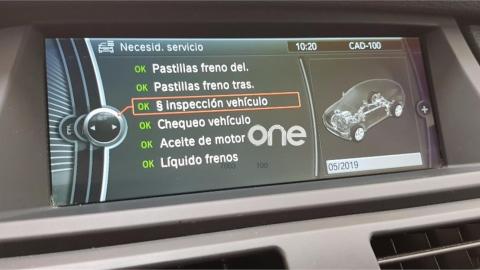 Necesid. servicio 10:20 CAD-100
OK Pastillas freno del.
OK Pastillas freno tras.
OK § inspección vehículo
OK Chequeo vehículo
OK Aceite de motor
one
OK Líquido frenos
05/2019